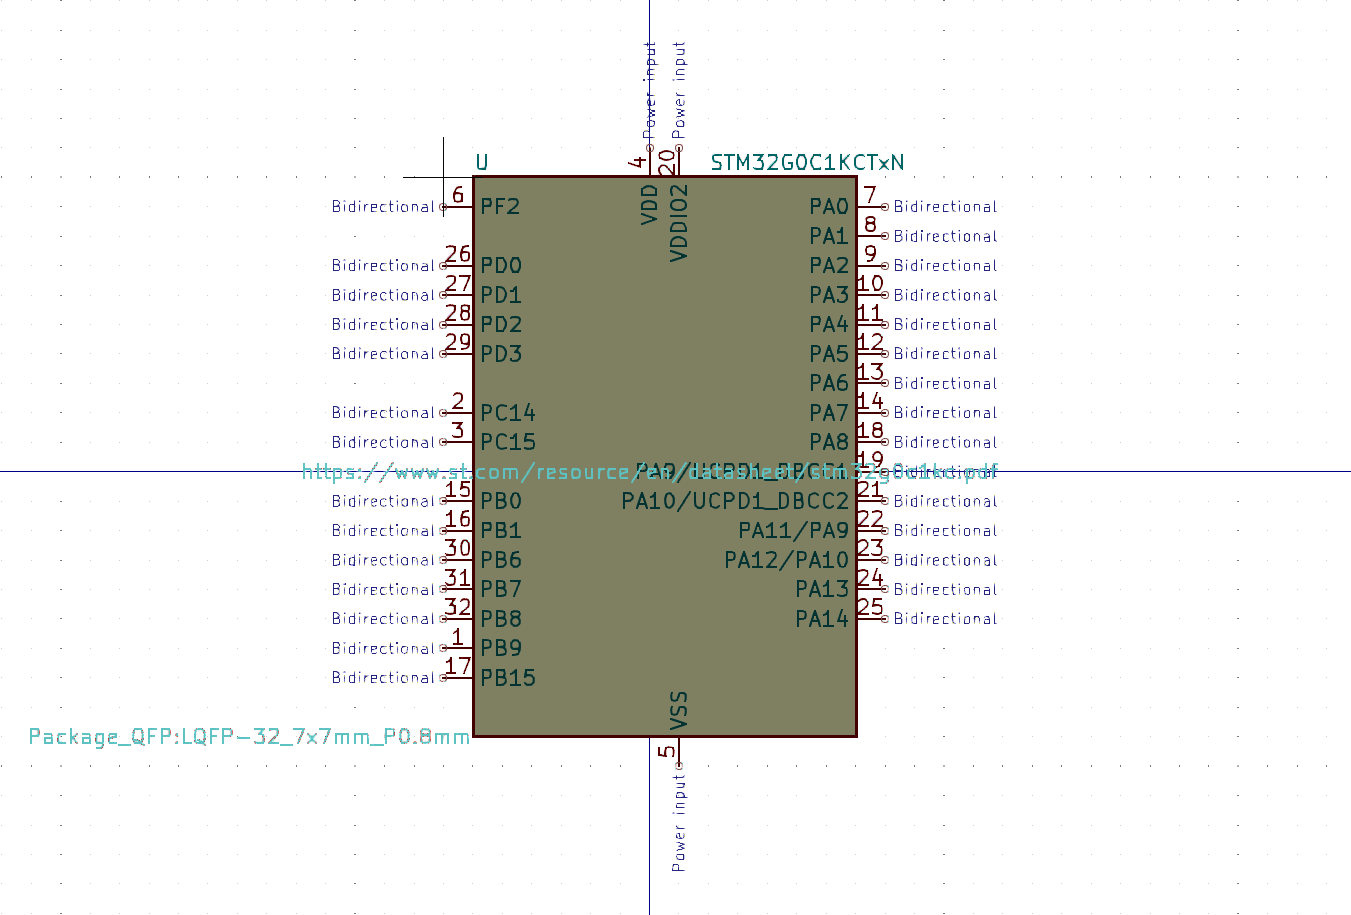 Power input
Power input
4
20
U
STM32G0C1KCTxN
VDD
VDDIO2
Bidirectional 6 PF2
PA0 7 Bidirectional
PA1 8 Bidirectional
Bidirectional 26 PD0
PA2 9 Bidirectional
Bidirectional 27 PD1
PA3 10 Bidirectional
Bidirectional 28 PD2
PA4 11 Bidirectional
Bidirectional 29 PD3
PA5 12 Bidirectional
PA6 13 Bidirectional
Bidirectional 2 PC14
PA7 14 Bidirectional
Bidirectional 3 PC15
PA8 18 Bidirectional
https://www.st.com/resource/en/datasheet/stm32g0c1kc.pdf
PA9/UCPD1_DBCC1 19 Bidirectional
Bidirectional 15 PB0
PA10/UCPD1_DBCC2 21 Bidirectional
Bidirectional 16 PB1
PA11/PA9 22 Bidirectional
Bidirectional 30 PB6
PA12/PA10 23 Bidirectional
Bidirectional 31 PB7
PA13 24 Bidirectional
Bidirectional 32 PB8
PA14 25 Bidirectional
Bidirectional 1 PB9
Bidirectional 17 PB15
VSS
Package_QFP:LQFP-32_7x7mm_P0.8mm
5
Power input